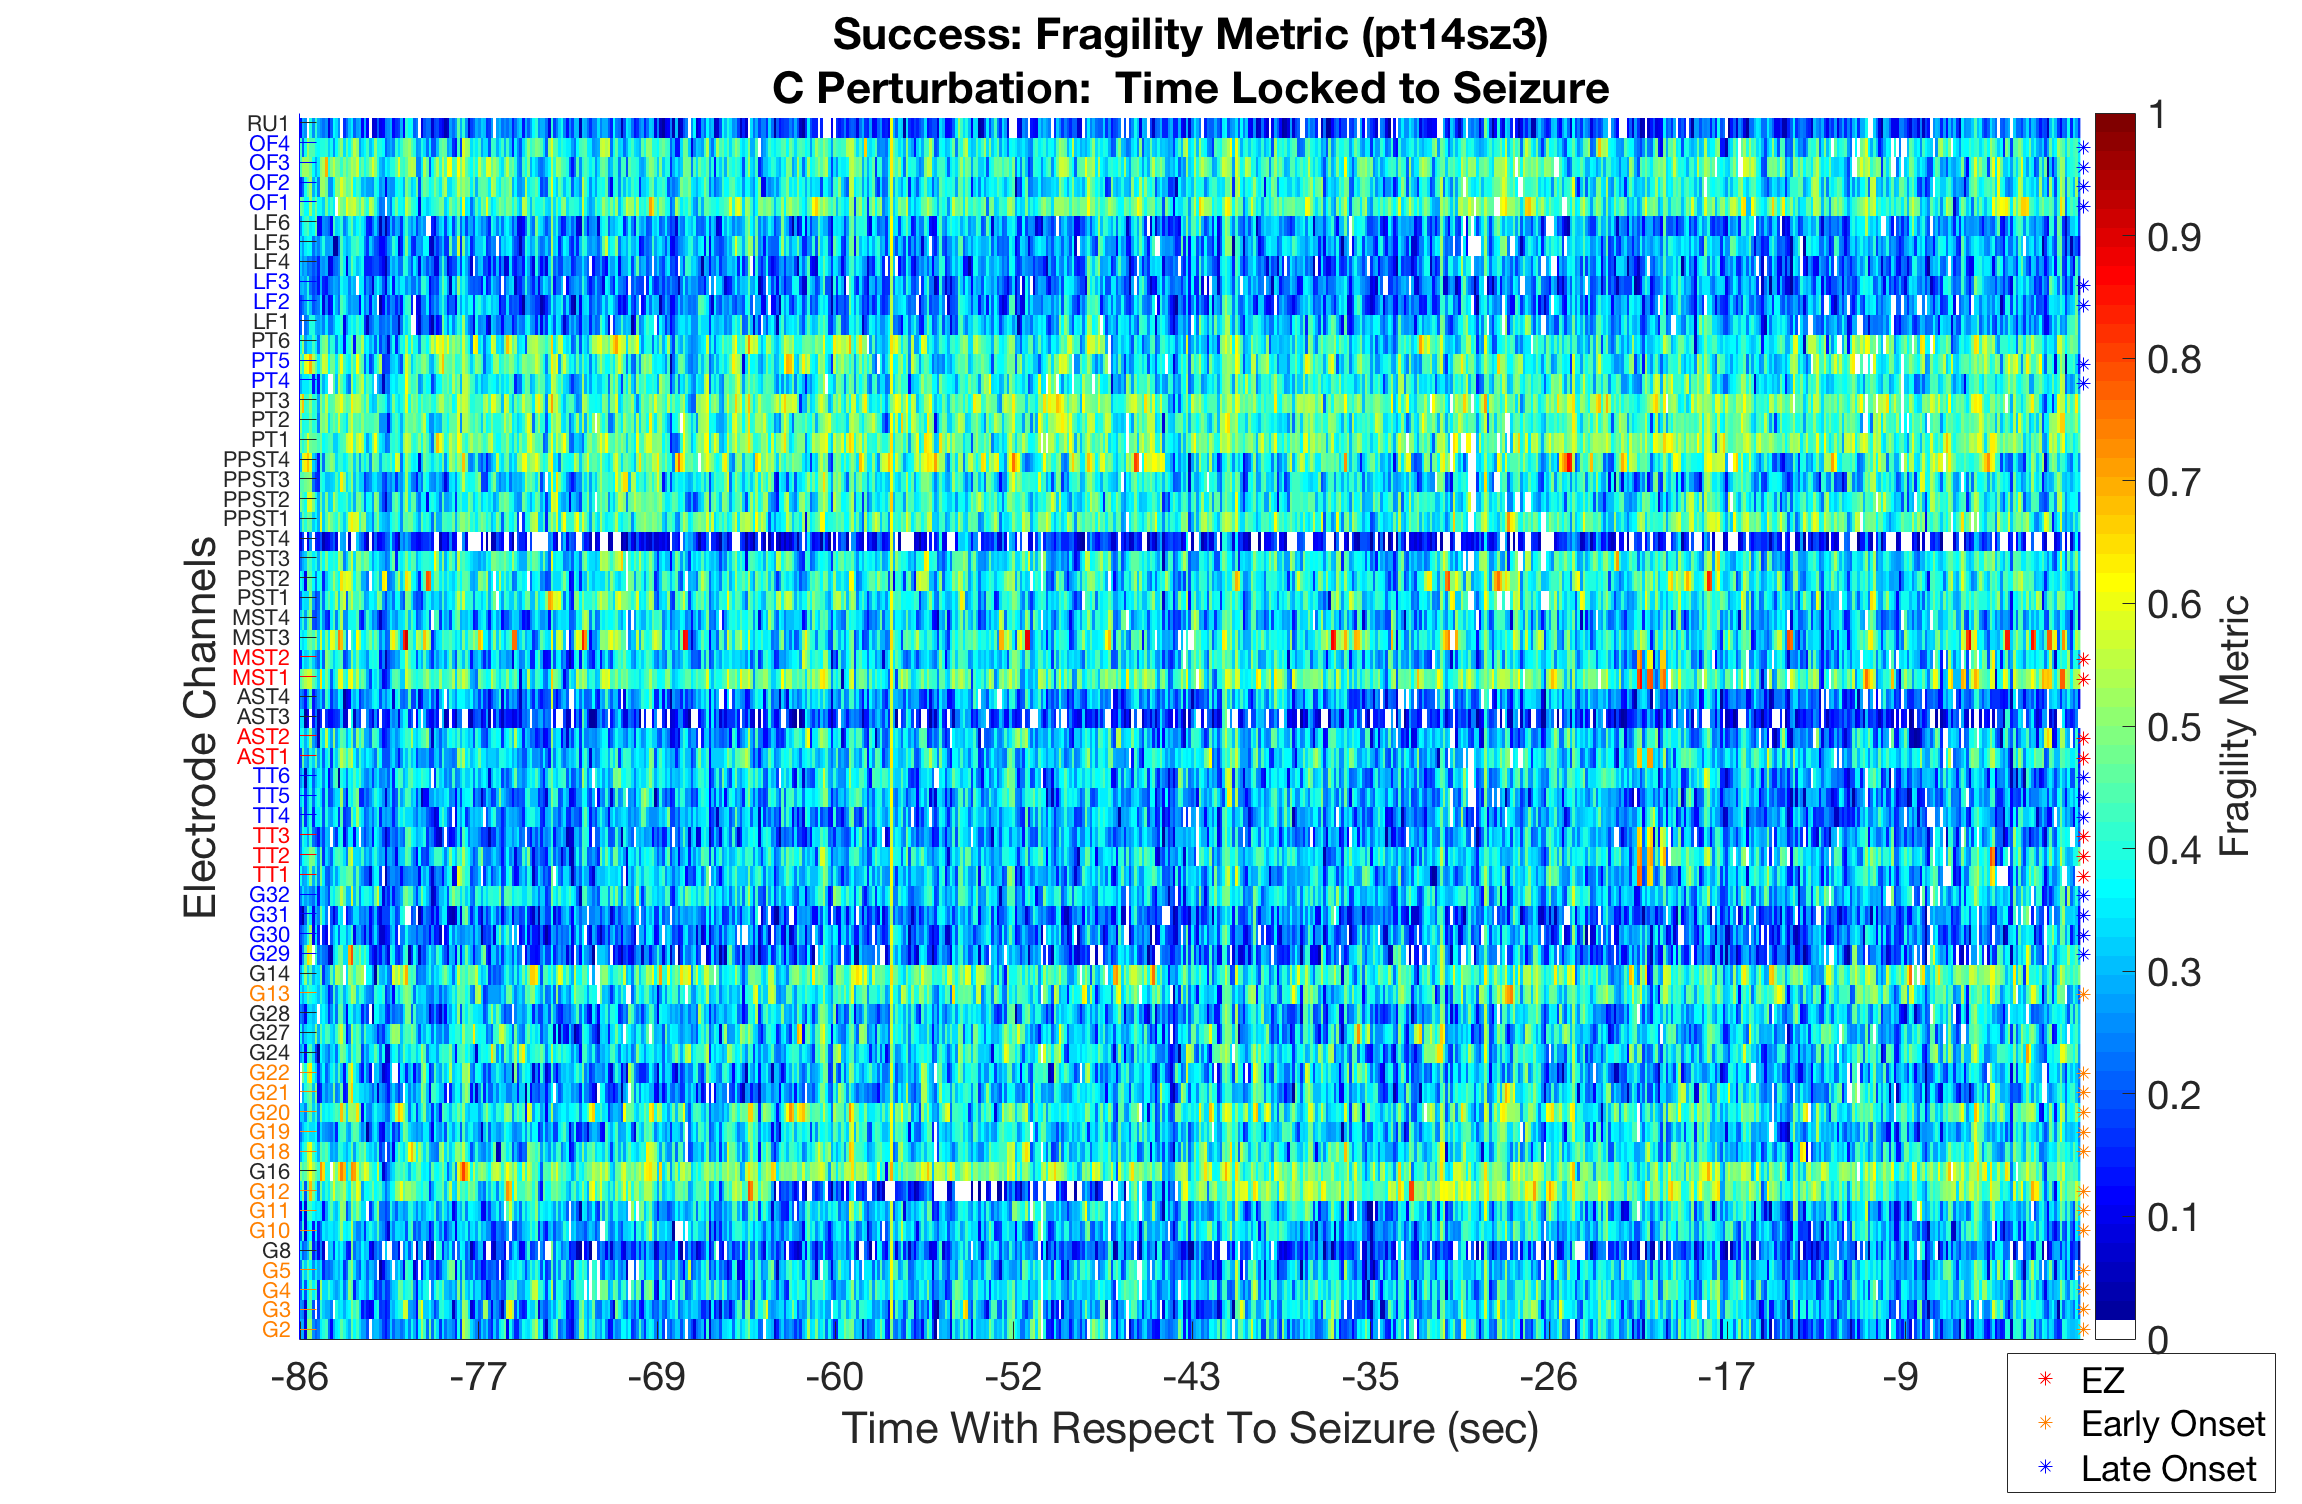 Success: Fragility Metric (pt14sz3)
C Perturbation:  Time Locked to Seizure
RU1
OF4
OF3
OF2
OF1
LF6
LF5
LF4
LF3
LF2
LF1
PT6
PT5
PT4
PT3
PT2
PT1
PPST4
PPST3
PPST2
PPST1
PST4
PST3
PST2
PST1
MST4
MST3
MST2
MST1
AST4
AST3
AST2
AST1
TT6
TT5
TT4
TT3
TT2
TT1
G32
G31
G30
G29
G14
G13
G28
G27
G24
G22
G21
G20
G19
G18
G16
G12
G11
G10
G8
G5
G4
G3
G2
Electrode Channels
-86 -77 -69 -60 -52 -43 -35 -26 -17 -9
Time With Respect To Seizure (sec)
1
0.9
0.8
0.7
0.6
0.5
0.4
0.3
0.2
0.1
0
Fragility Metric
EZ
Early Onset
Late Onset